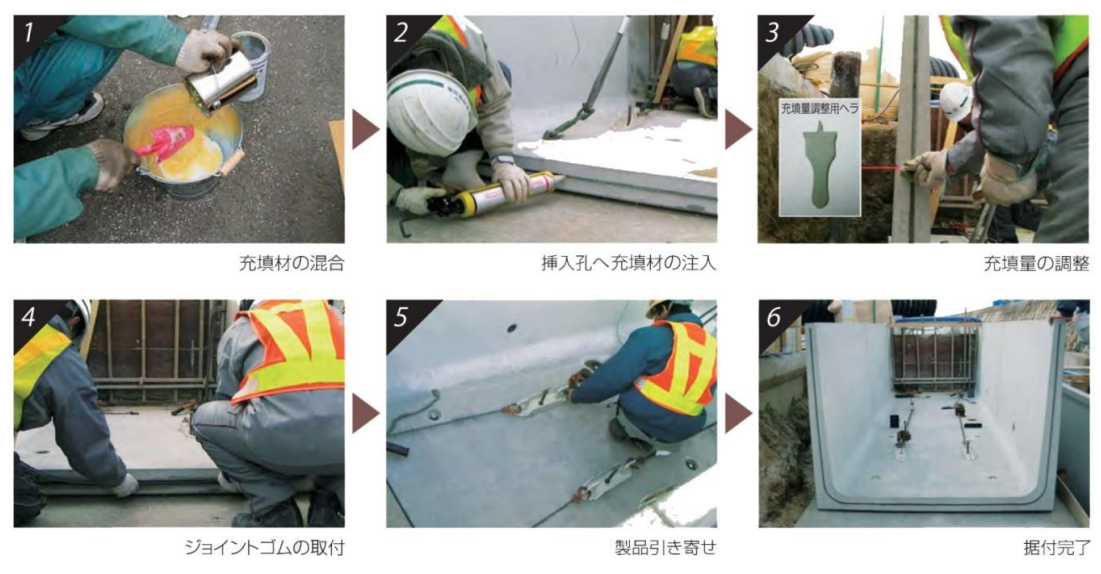 1
充填材の混合
2
挿入孔へ充填材の注入
3
充填量調整用ヘラ
充填量の調整
4
ジョイントゴムの取付
5
製品引き寄せ
6
据付完了